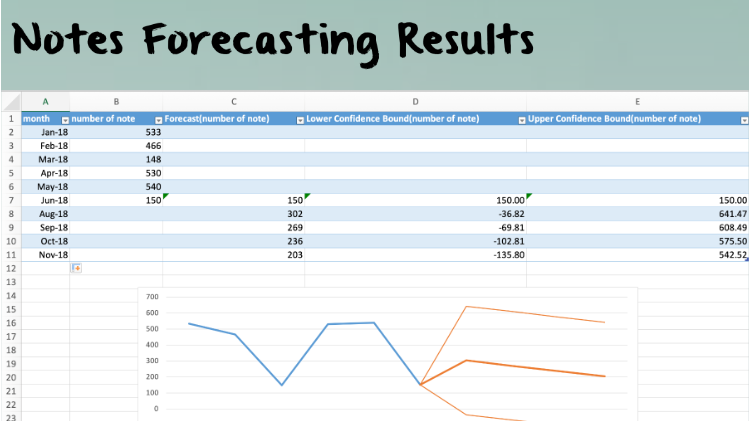 Notes Forecasting Results
A B C D E
1 month number of note Forecast(number of note) Lower Confidence Bound(number of note) Upper Confidence Bound(number of note)
2 Jan-18 533
3 Feb-18 466
4 Mar-18 148
5 Apr-18 530
6 May-18 540
7 Jun-18 150 150 150.00 150.00
8 Aug-18 302 -36.82 641.47
9 Sep-18 269 -69.81 608.49
10 Oct-18 236 -102.81 575.50
11 Nov-18 203 -135.80 542.52
12
13
14
15
16
17
18
19
20
21
22
23
700
600
500
400
300
200
100
0